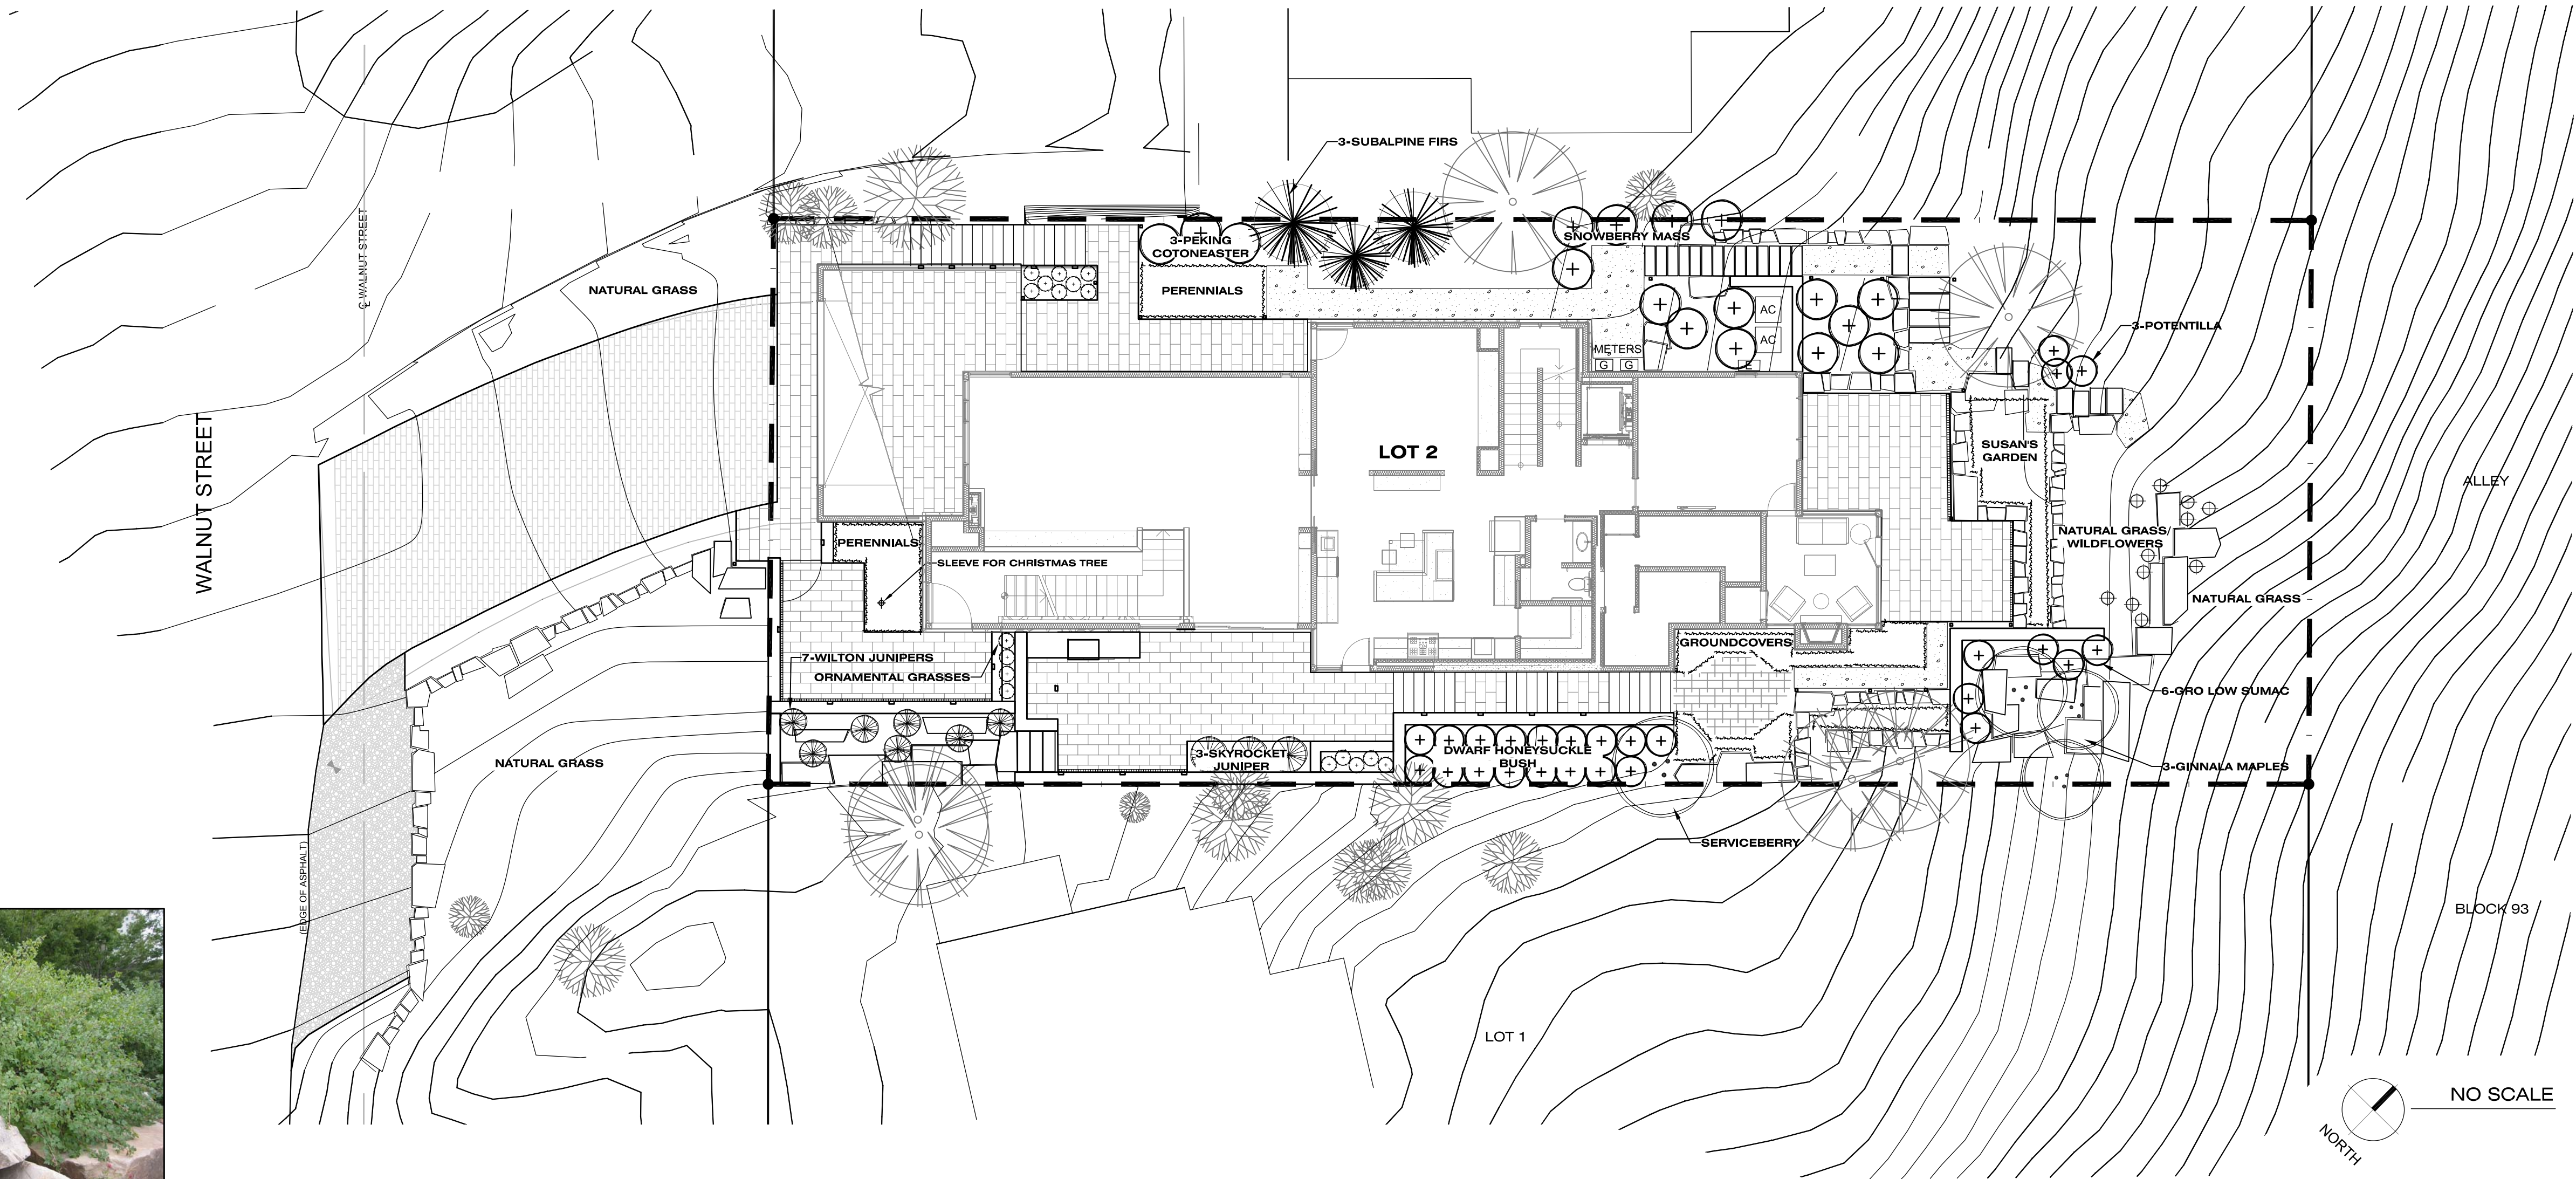 3-SUBALPINE FIRS
℄ WALNUT STREET
3-PEKING
COTONEASTER
SNOWBERRY MASS
NATURAL GRASS
PERENNIALS
AC
AC
3-POTENTILLA
METERS
G
G
E
WALNUT STREET
LOT 2
SUSAN'S
GARDEN
ALLEY
PERENNIALS
NATURAL GRASS/
WILDFLOWERS
SLEEVE FOR CHRISTMAS TREE
NATURAL GRASS
GROUNDCOVERS
7-WILTON JUNIPERS
ORNAMENTAL GRASSES
6-GRO LOW SUMAC
NATURAL GRASS
3-SKYROCKET
JUNIPER
DWARF HONEYSUCKLE
BUSH
3-GINNALA MAPLES
SERVICEBERRY
(EDGE OF ASPHALT)
BLOCK 93
LOT 1
NO SCALE
NORTH